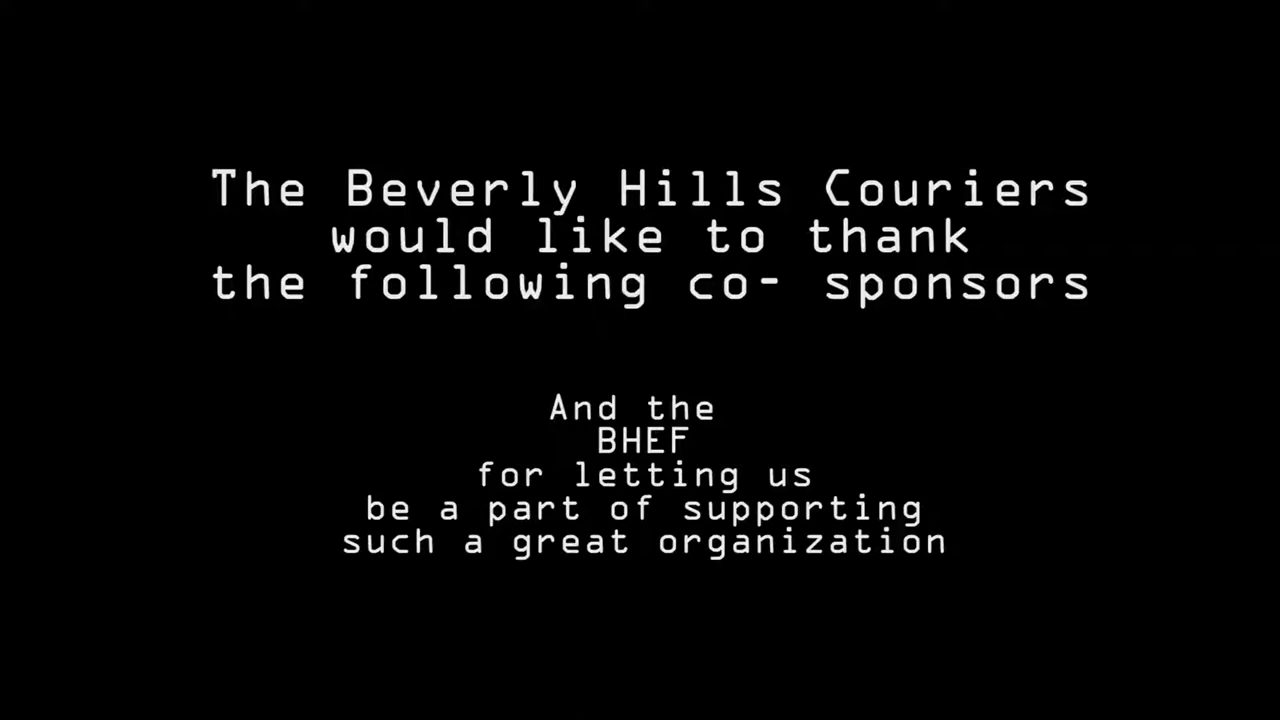 The Beverly Hills Couriers
would like to thank
the following co- sponsors
And the
BHEF
for letting us
be a part of supporting
such a great organization